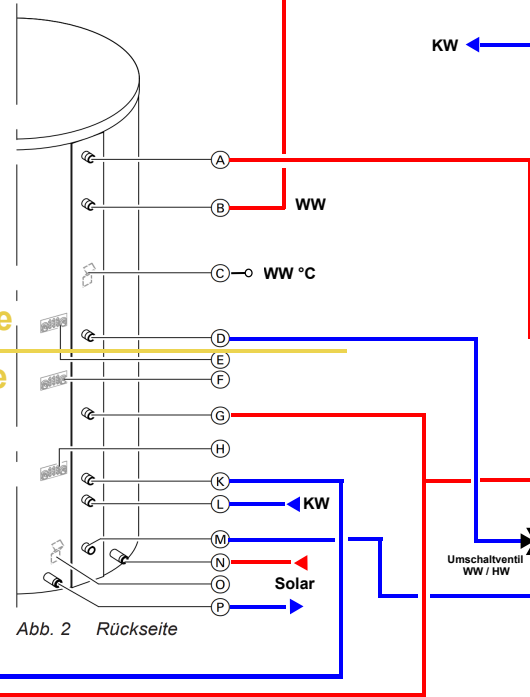 KW
A
B WW
C WW °C
e
D
E
e
F
G
H
K
L KW
M
Umschaltventil
WW / HW
N
O Solar
P
Abb. 2 Rückseite